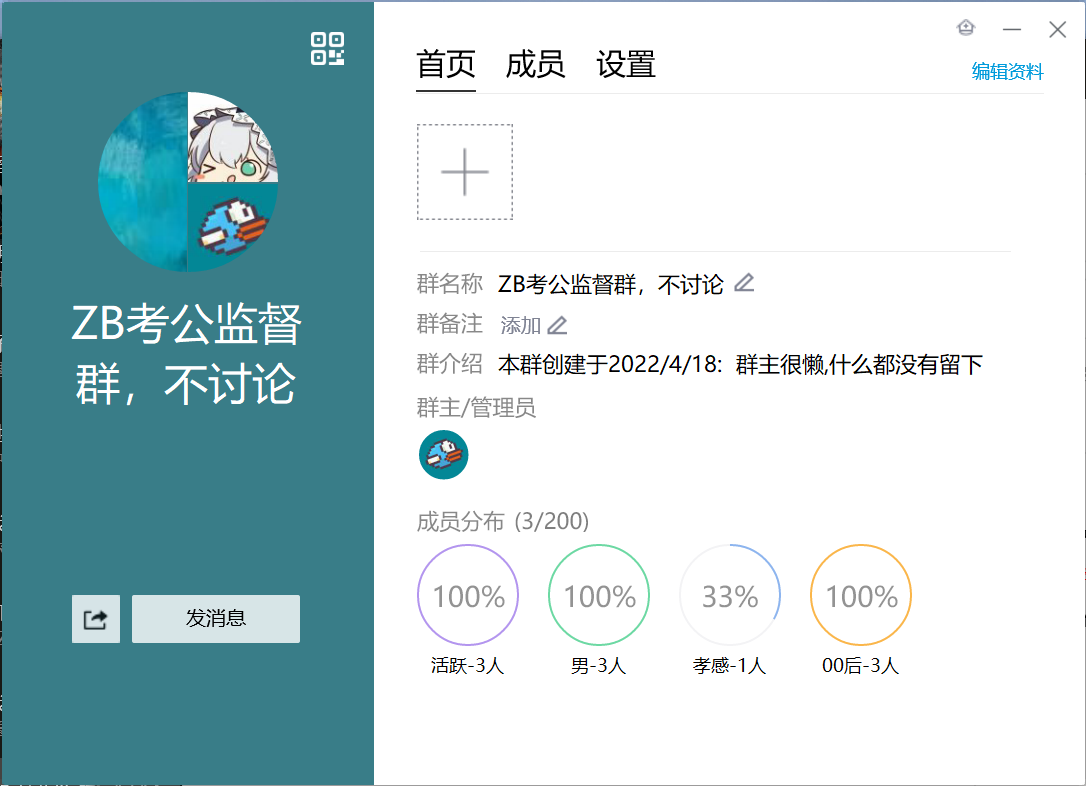 ZB考公监督
群，不讨论
发消息
首页 成员 设置
编辑资料
群名称 ZB考公监督群，不讨论
群备注 添加
群介绍 本群创建于2022/4/18：群主很懒,什么都没有留下
群主/管理员
成员分布 (3/200)
100% 100% 33% 100%
活跃-3人 男-3人 孝感-1人 00后-3人